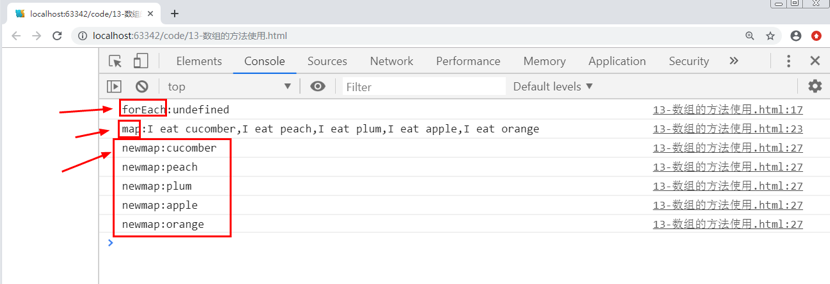 localhost:63342/code/13-数组
localhost:63342/code/13-数组的方法使用.html
Elements Console Sources Network Performance Memory Application Security »
top Filter Default levels
forEach:undefined 13-数组的方法使用.html:17
map:I eat cucomber,I eat peach,I eat plum,I eat apple,I eat orange 13-数组的方法使用.html:23
newmap:cucomber 13-数组的方法使用.html:27
newmap:peach 13-数组的方法使用.html:27
newmap:plum 13-数组的方法使用.html:27
newmap:apple 13-数组的方法使用.html:27
newmap:orange 13-数组的方法使用.html:27